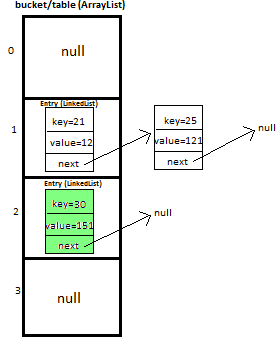 bucket/table (ArrayList)
0
null
Entry (LinkedList)
1
key=21
value=12
next
key=25
value=121
next
null
Entry (LinkedList)
2
key=30
value=151
next
null
3
null